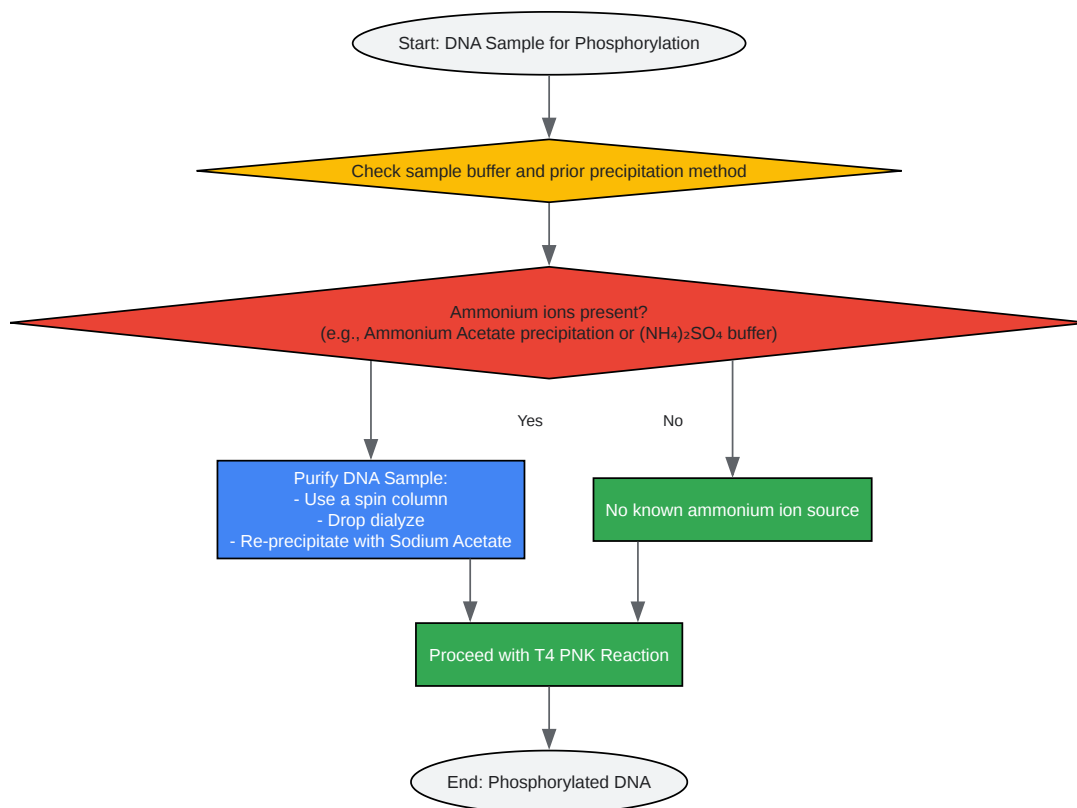 Start: DNA Sample for Phosphorylation
Check sample buffer and prior precipitation method
Ammonium ions present?
(e.g., Ammonium Acetate precipitation or (NH₄)₂SO₄ buffer)
Yes
No
Purify DNA Sample:
- Use a spin column
- Drop dialyze
- Re-precipitate with Sodium Acetate
No known ammonium ion source
Proceed with T4 PNK Reaction
End: Phosphorylated DNA